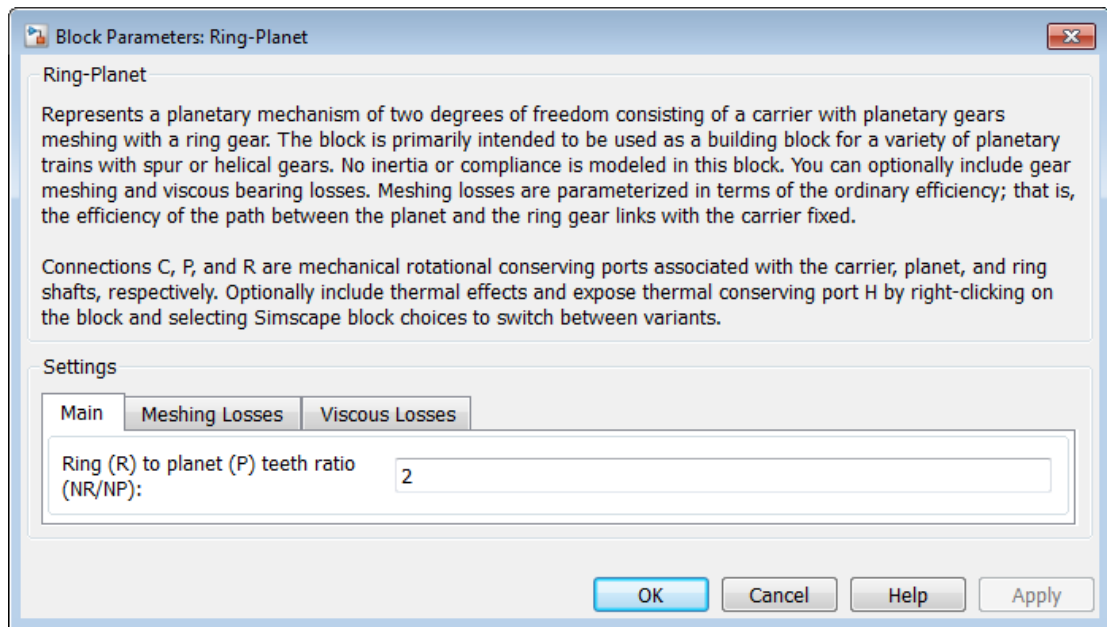 Block Parameters: Ring-Planet
Ring-Planet
Represents a planetary mechanism of two degrees of freedom consisting of a carrier with planetary gears
meshing with a ring gear. The block is primarily intended to be used as a building block for a variety of planetary
trains with spur or helical gears. No inertia or compliance is modeled in this block. You can optionally include gear
meshing and viscous bearing losses. Meshing losses are parameterized in terms of the ordinary efficiency; that is,
the efficiency of the path between the planet and the ring gear links with the carrier fixed.
Connections C, P, and R are mechanical rotational conserving ports associated with the carrier, planet, and ring
shafts, respectively. Optionally include thermal effects and expose thermal conserving port H by right-clicking on
the block and selecting Simscape block choices to switch between variants.
Settings
Main Meshing Losses Viscous Losses
Ring (R) to planet (P) teeth ratio
(NR/NP):
2
OK Cancel Help Apply